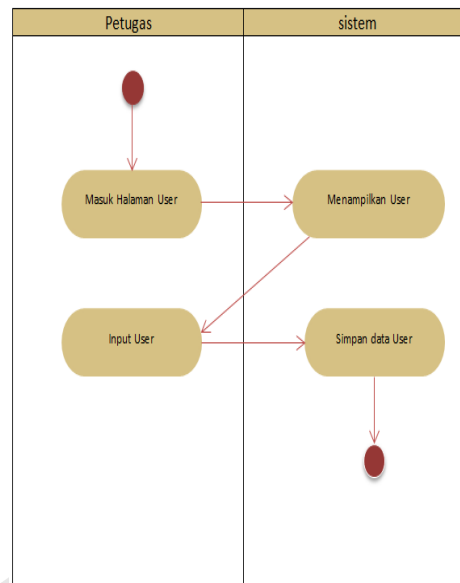 Petugas
sistem
Masuk Halaman User
Menampilkan User
Input User
Simpan data User